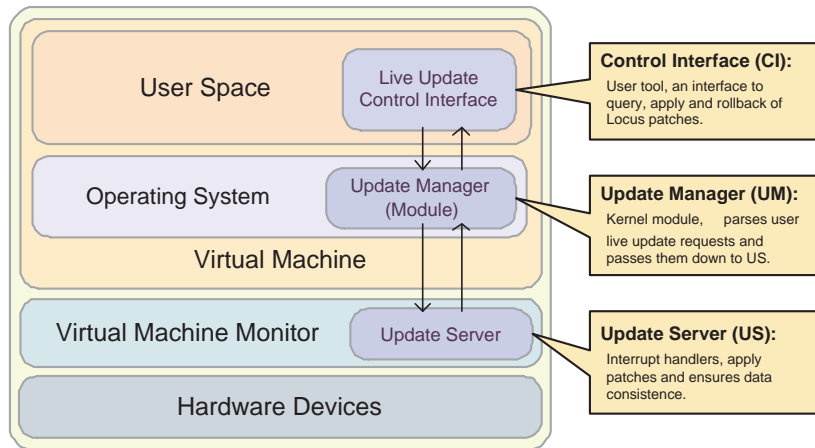 User Space
Live Update
Control Interface
Operating System
Update Manager
(Module)
Virtual Machine
Virtual Machine Monitor
Update Server
Hardware Devices
Control Interface (CI):
User tool, an interface to
query, apply and rollback of
Locus patches.
Update Manager (UM):
Kernel module, parses user
live update requests and
passes them down to US.
Update Server (US):
Interrupt handlers, apply
patches and ensures data
consistence.